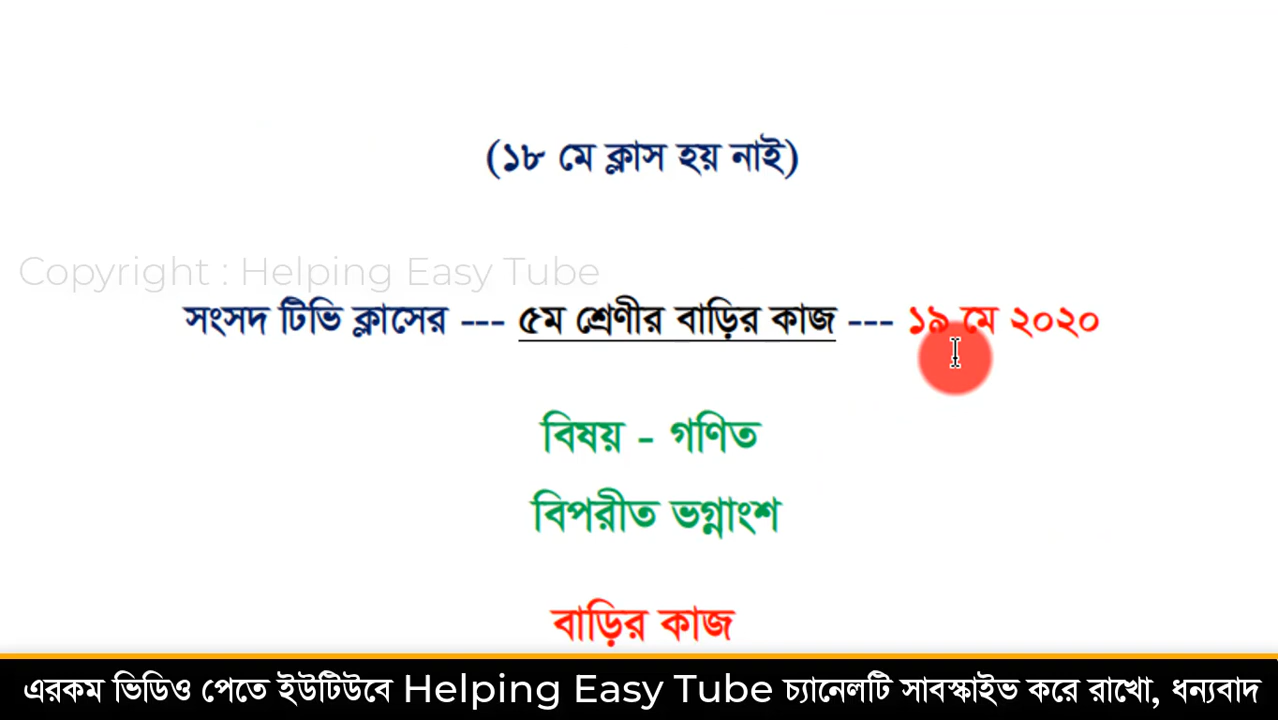 (১৮ মে ক্লাস হয় নাই)
Copyright : Helping Easy Tube
সংসদ টিভি ক্লাসের --- ৫ম শ্রেণীর বাড়ির কাজ --- ১৯ মে ২০২০
বিষয় - গণিত
বিপরীত ভগ্নাংশ
বাড়ির কাজ
এরকম ভিডিও পেতে ইউটিউবে Helping Easy Tube চ্যানেলটি সাবস্কাইভ করে রাখো, ধন্যবাদ